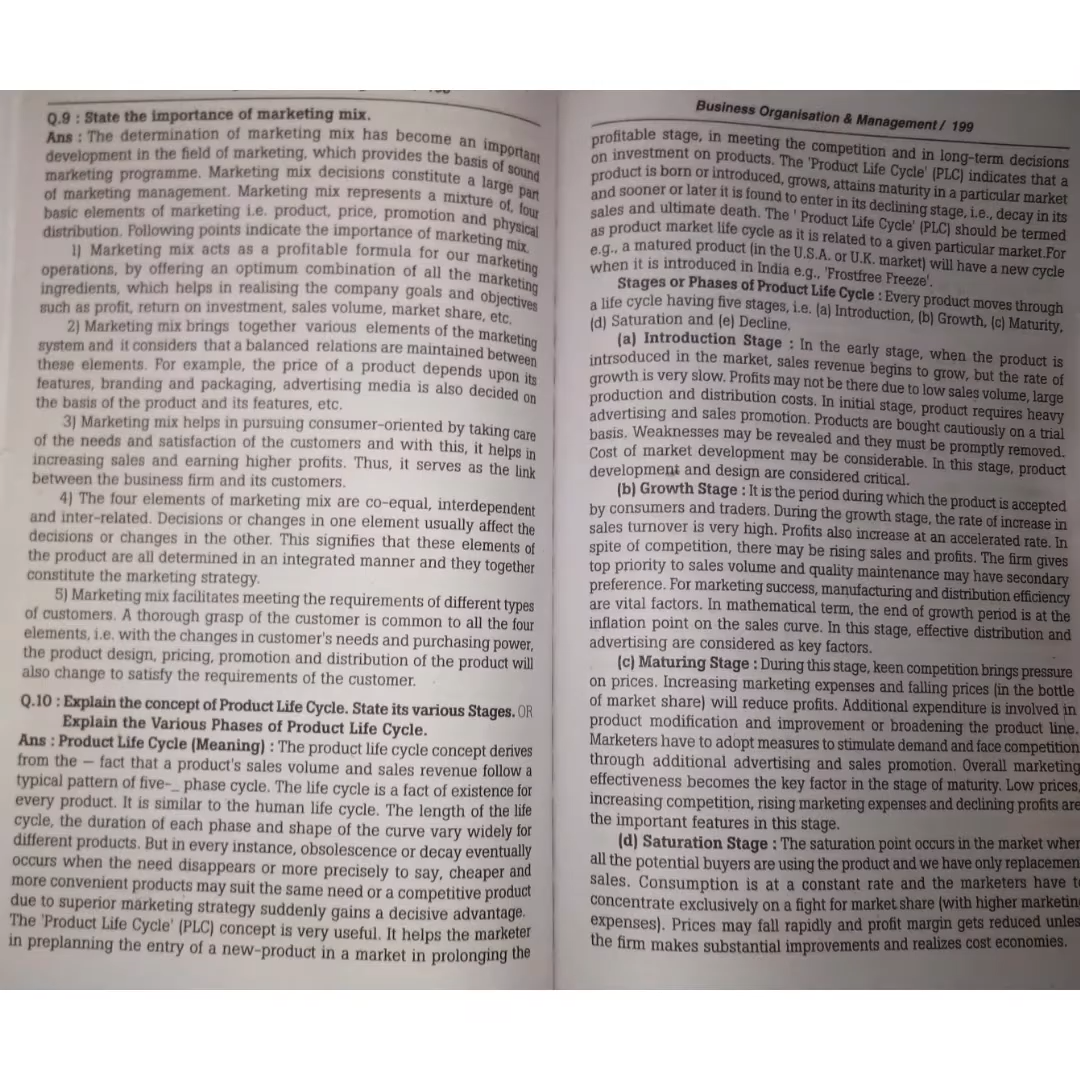 Q.9 : State the importance of marketing mix.
Ans : The determination of marketing mix has become an important
development in the field of marketing, which provides the basis of sound
marketing programme. Marketing mix decisions constitute a large part
of marketing management. Marketing mix represents a mixture of, four
basic elements of marketing i.e. product, price, promotion and physical
distribution. Following points indicate the importance of marketing mix.
1) Marketing mix acts as a profitable formula for our marketing
operations, by offering an optimum combination of all the marketing
ingredients, which helps in realising the company goals and objectives
such as profit, return on investment, sales volume, market share, etc.
2) Marketing mix brings together various elements of the marketing
system and it considers that a balanced relations are maintained between
these elements. For example, the price of a product depends upon its
features, branding and packaging, advertising media is also decided on
the basis of the product and its features, etc.
3) Marketing mix helps in pursuing consumer-oriented by taking care
of the needs and satisfaction of the customers and with this, it helps in
increasing sales and earning higher profits. Thus, it serves as the link
between the business firm and its customers.
4) The four elements of marketing mix are co-equal, interdependent
and inter-related. Decisions or changes in one element usually affect the
decisions or changes in the other. This signifies that these elements of
the product are all determined in an integrated manner and they together
constitute the marketing strategy.
5) Marketing mix facilitates meeting the requirements of different types
of customers. A thorough grasp of the customer is common to all the four
elements, i.e. with the changes in customer's needs and purchasing power,
the product design, pricing, promotion and distribution of the product will
also change to satisfy the requirements of the customer.
Q.10 : Explain the concept of Product Life Cycle. State its various Stages. OR
Explain the Various Phases of Product Life Cycle.
Ans : Product Life Cycle (Meaning) : The product life cycle concept derives
from the — fact that a product's sales volume and sales revenue follow a
typical pattern of five-_ phase cycle. The life cycle is a fact of existence for
every product. It is similar to the human life cycle. The length of the life
cycle, the duration of each phase and shape of the curve vary widely for
different products. But in every instance, obsolescence or decay eventually
occurs when the need disappears or more precisely to say, cheaper and
more convenient products may suit the same need or a competitive product
due to superior marketing strategy suddenly gains a decisive advantage.
The 'Product Life Cycle' (PLC) concept is very useful. It helps the marketer
in preplanning the entry of a new-product in a market in prolonging the
Business Organisation & Management / 199
profitable stage, in meeting the competition and in long-term decisions
on investment on products. The 'Product Life Cycle' (PLC) indicates that a
product is born or introduced, grows, attains maturity in a particular market
and sooner or later it is found to enter in its declining stage, i.e., decay in its
sales and ultimate death. The ' Product Life Cycle' (PLC) should be termed
as product market life cycle as it is related to a given particular market.For
e.g., a matured product (in the U.S.A. or U.K. market) will have a new cycle
when it is introduced in India e.g., 'Frostfree Freeze'.
Stages or Phases of Product Life Cycle : Every product moves through
a life cycle having five stages, i.e. (a) Introduction, (b) Growth, (c) Maturity,
(d) Saturation and (e) Decline.
(a) Introduction Stage : In the early stage, when the product is
intrsoduced in the market, sales revenue begins to grow, but the rate of
growth is very slow. Profits may not be there due to low sales volume, large
production and distribution costs. In initial stage, product requires heavy
advertising and sales promotion. Products are bought cautiously on a trial
basis. Weaknesses may be revealed and they must be promptly removed.
Cost of market development may be considerable. In this stage, product
development and design are considered critical.
(b) Growth Stage : It is the period during which the product is accepted
by consumers and traders. During the growth stage, the rate of increase in
sales turnover is very high. Profits also increase at an accelerated rate. In
spite of competition, there may be rising sales and profits. The firm gives
top priority to sales volume and quality maintenance may have secondary
preference. For marketing success, manufacturing and distribution efficiency
are vital factors. In mathematical term, the end of growth period is at the
inflation point on the sales curve. In this stage, effective distribution and
advertising are considered as key factors.
(c) Maturing Stage : During this stage, keen competition brings pressure
on prices. Increasing marketing expenses and falling prices (in the bottle
of market share) will reduce profits. Additional expenditure is involved in
product modification and improvement or broadening the product line.
Marketers have to adopt measures to stimulate demand and face competition
through additional advertising and sales promotion. Overall marketing
effectiveness becomes the key factor in the stage of maturity. Low prices,
increasing competition, rising marketing expenses and declining profits are
the important features in this stage.
(d) Saturation Stage : The saturation point occurs in the market when
all the potential buyers are using the product and we have only replacemen
sales. Consumption is at a constant rate and the marketers have t
concentrate exclusively on a fight for market share (with higher marketin
expenses). Prices may fall rapidly and profit margin gets reduced unles
the firm makes substantial improvements and realizes cost economies.